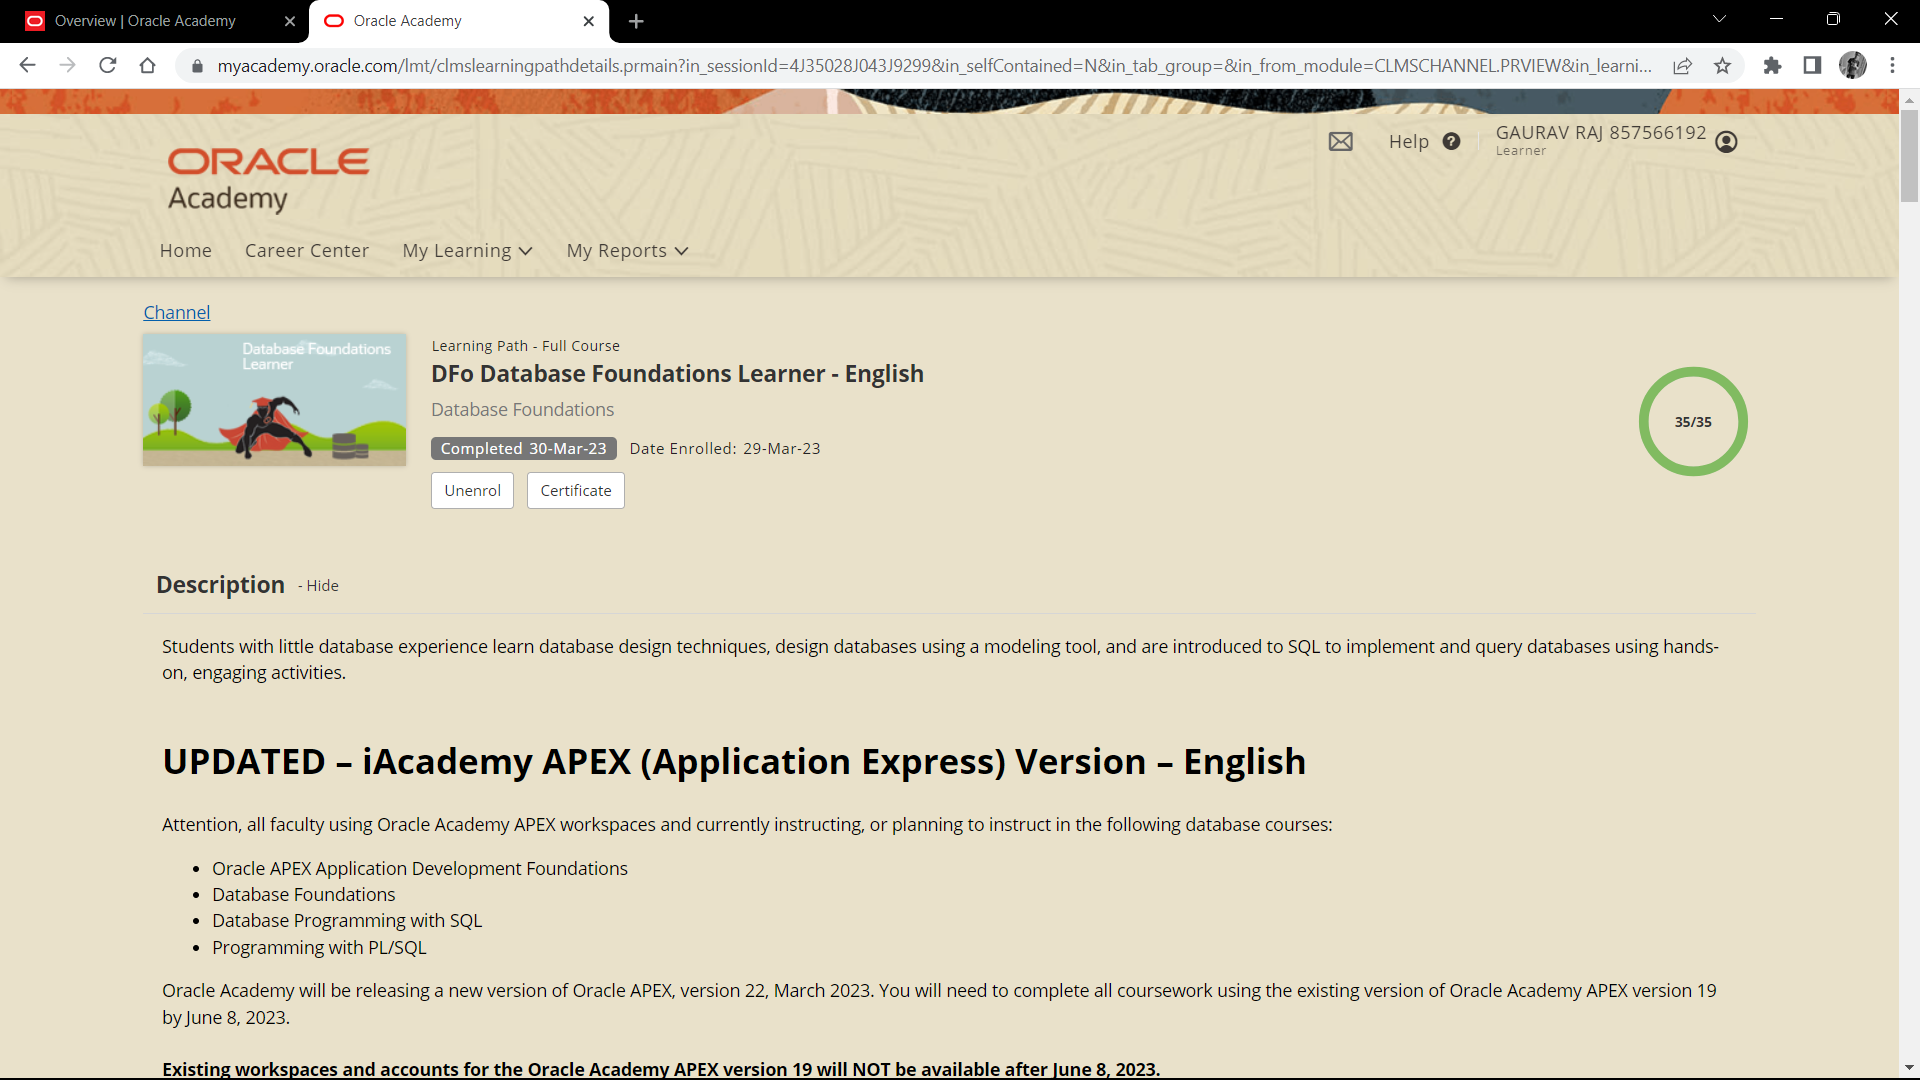 Overview | Oracle Academy
Oracle Academy
myacademy.oracle.com/lmt/clmslearningpathdetails.prmain?in_sessionId=4J35028J043J9299&in_selfContained=N&in_tab_group=&in_from_module=CLMSCHANNEL.PRVIEW&in_learni...
ORACLE
Academy
Help ?
GAURAV RAJ 857566192
Learner
Home
Career Center
My Learning
My Reports
Channel
Database Foundations
Learner
Learning Path - Full Course
DFo Database Foundations Learner - English
Database Foundations
Completed 30-Mar-23 Date Enrolled: 29-Mar-23
Unenrol
Certificate
35/35
Description - Hide
Students with little database experience learn database design techniques, design databases using a modeling tool, and are introduced to SQL to implement and query databases using hands-
on, engaging activities.
UPDATED – iAcademy APEX (Application Express) Version – English
Attention, all faculty using Oracle Academy APEX workspaces and currently instructing, or planning to instruct in the following database courses:
• Oracle APEX Application Development Foundations
• Database Foundations
• Database Programming with SQL
• Programming with PL/SQL
Oracle Academy will be releasing a new version of Oracle APEX, version 22, March 2023. You will need to complete all coursework using the existing version of Oracle Academy APEX version 19
by June 8, 2023.
Existing workspaces and accounts for the Oracle Academy APEX version 19 will NOT be available after June 8, 2023.